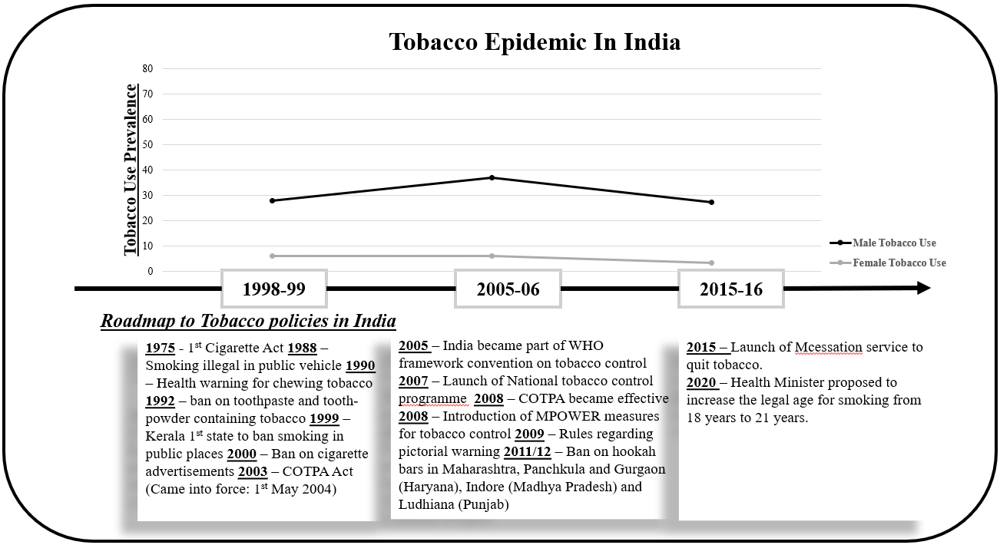 Tobacco Epidemic In India
Tobacco Use Prevalence
80
70
60
50
40
30
20
10
0
Male Tobacco Use
Female Tobacco Use
1998-99
2005-06
2015-16
Roadmap to Tobacco policies in India
1975 - 1st Cigarette Act 1988 –
Smoking illegal in public vehicle 1990
– Health warning for chewing tobacco
1992 – ban on toothpaste and tooth-
powder containing tobacco 1999 –
Kerala 1st state to ban smoking in
public places 2000 – Ban on cigarette
advertisements 2003 – COTPA Act
(Came into force: 1st May 2004)
2005 – India became part of WHO
framework convention on tobacco control
2007 – Launch of National tobacco control
programme 2008 – COTPA became effective
2008 – Introduction of MPOWER measures
for tobacco control 2009 – Rules regarding
pictorial warning 2011/12 – Ban on hookah
bars in Maharashtra, Panchkula and Gurgaon
(Haryana), Indore (Madhya Pradesh) and
Ludhiana (Punjab)
2015 – Launch of Mcessation service to
quit tobacco.
2020 – Health Minister proposed to
increase the legal age for smoking from
18 years to 21 years.